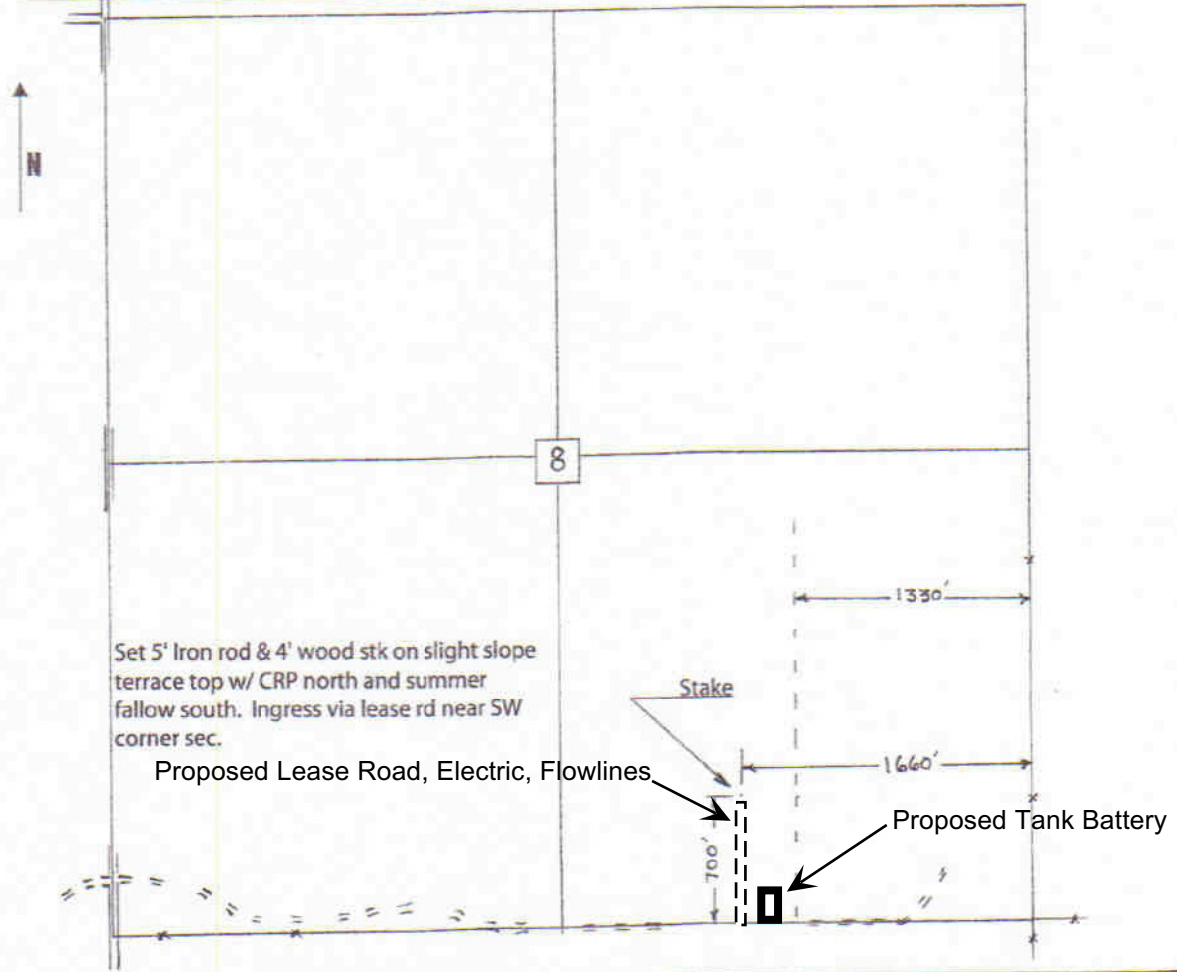 N
8
1330'
Set 5' Iron rod & 4' wood stk on slight slope
terrace top w/ CRP north and summer
fallow south. Ingress via lease rd near SW
corner sec.
Stake
Proposed Lease Road, Electric, Flowlines
1660'
Proposed Tank Battery
700'